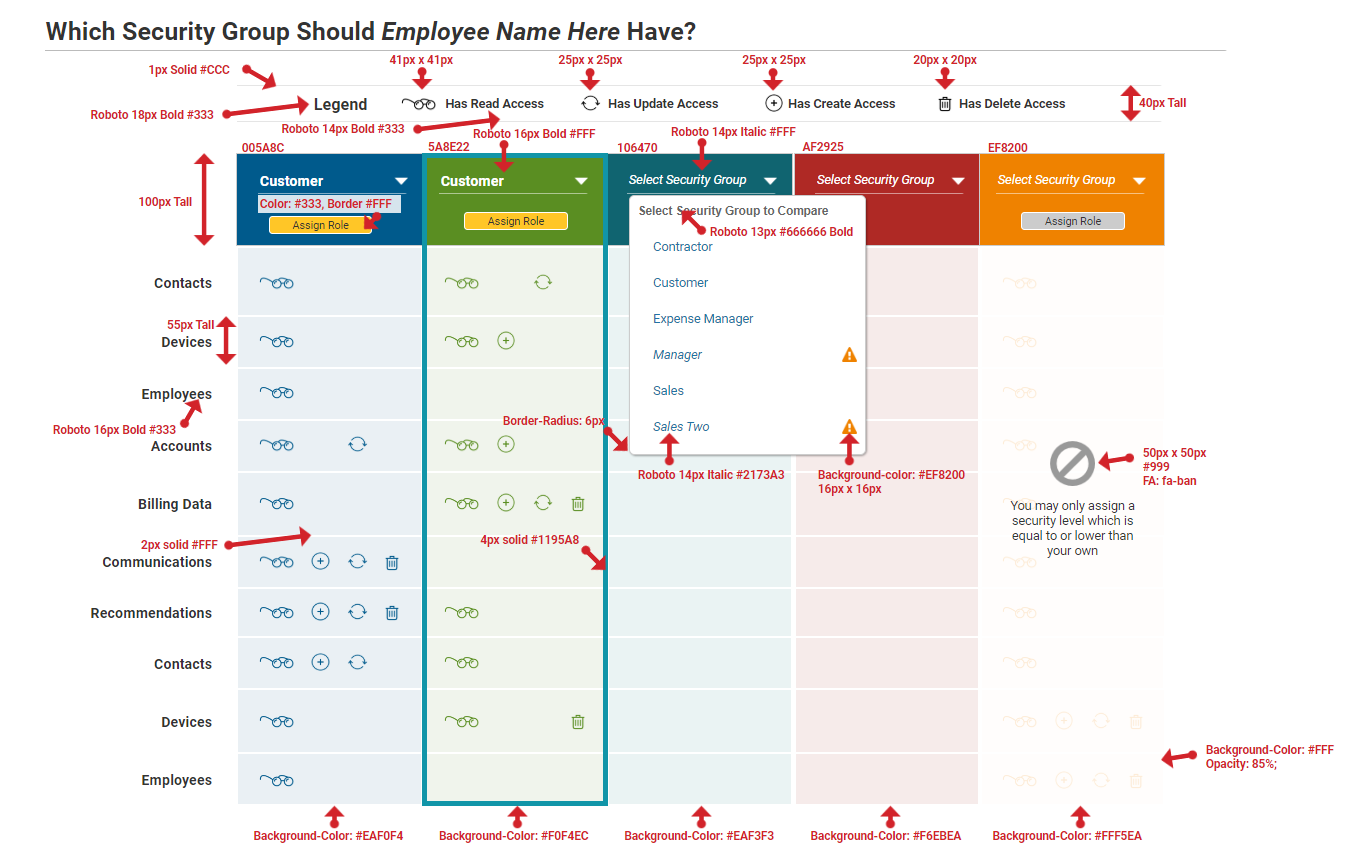 Which Security Group Should Employee Name Here Have?
41px x 41px
25px x 25px
25px x 25px
20px x 20px
1px Solid #CCC
Legend
Has Read Access
Has Update Access
Has Create Access
Has Delete Access
40px Tall
Roboto 18px Bold #333
Roboto 14px Bold #333
Roboto 16px Bold #FFF
Roboto 14px Italic #FFF
005A8C
5A8E22
106470
AF2925
EF8200
Customer
Customer
Select Security Group
Select Security Group
Select Security Group
100px Tall
Color: #333, Border #FFF
Assign Role
Assign Role
Assign Role
Select Security Group to Compare
Roboto 13px #666666 Bold
Contractor
Customer
Expense Manager
Manager
Sales
Sales Two
Contacts
55px Tall
Devices
Employees
Roboto 16px Bold #333
Border-Radius: 6px
Accounts
Roboto 14px Italic #2173A3
Background-color: #EF8200
16px x 16px
50px x 50px
#999
FA: fa-ban
Billing Data
You may only assign a
security level which is
equal to or lower than
your own
2px solid #FFF
4px solid #1195A8
Communications
Recommendations
Contacts
Devices
Background-Color: #FFF
Opacity: 85%;
Employees
Background-Color: #EAF0F4
Background-Color: #F0F4EC
Background-Color: #EAF3F3
Background-Color: #F6EBEA
Background-Color: #FFF5EA